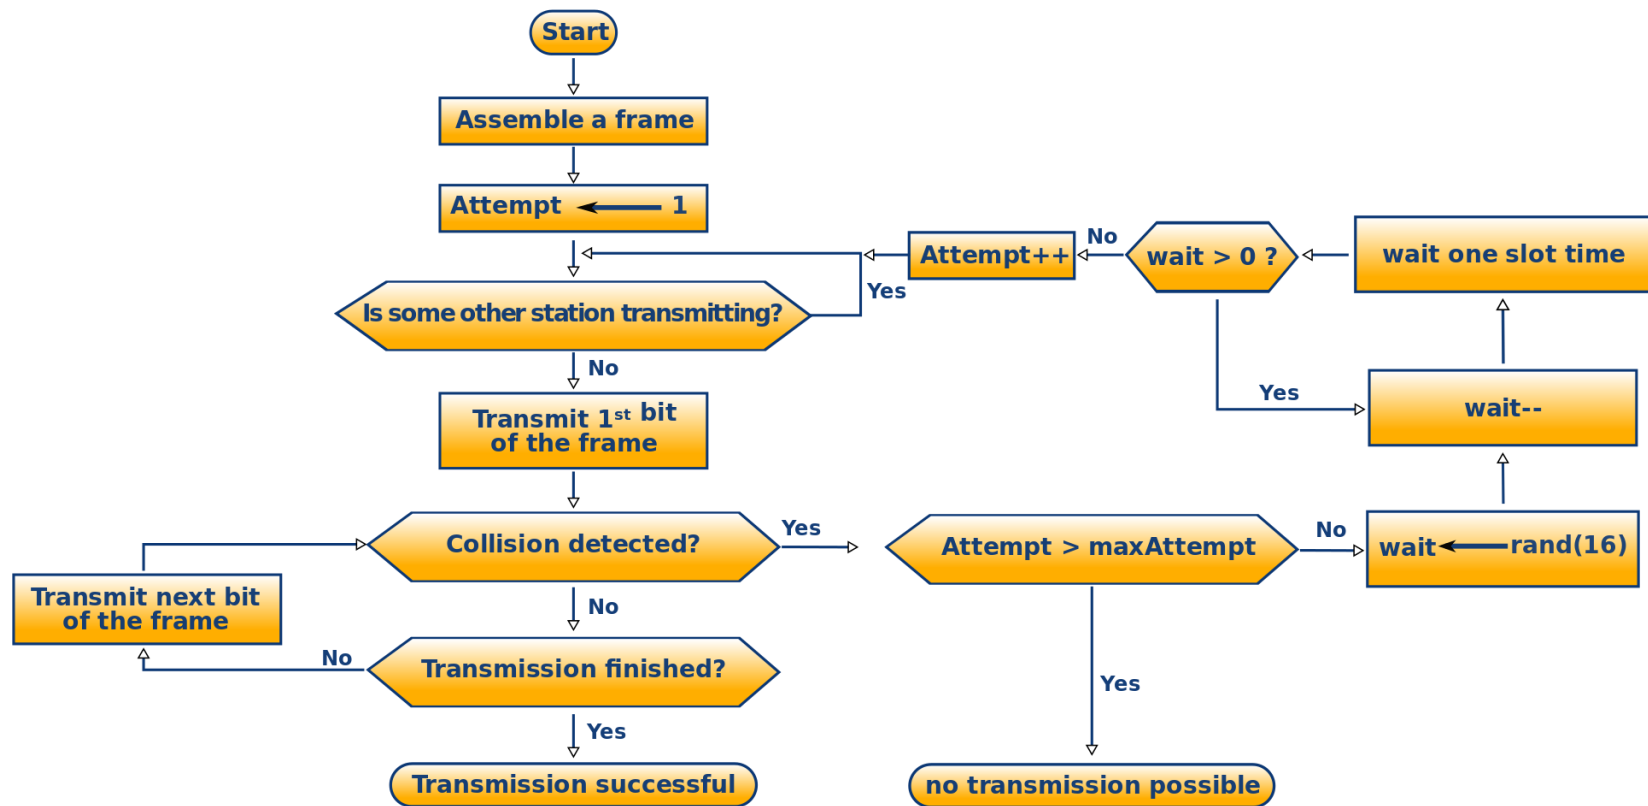 Start
Assemble a frame
Attempt 1
Is some other station transmitting?
Yes
No
Transmit 1st bit
of the frame
Collision detected?
Yes
No
Transmit next bit
of the frame
No
Transmission finished?
Yes
Transmission successful
Attempt++
No
wait > 0 ?
wait one slot time
Yes
wait--
Attempt > maxAttempt
No
wait rand(16)
Yes
no transmission possible